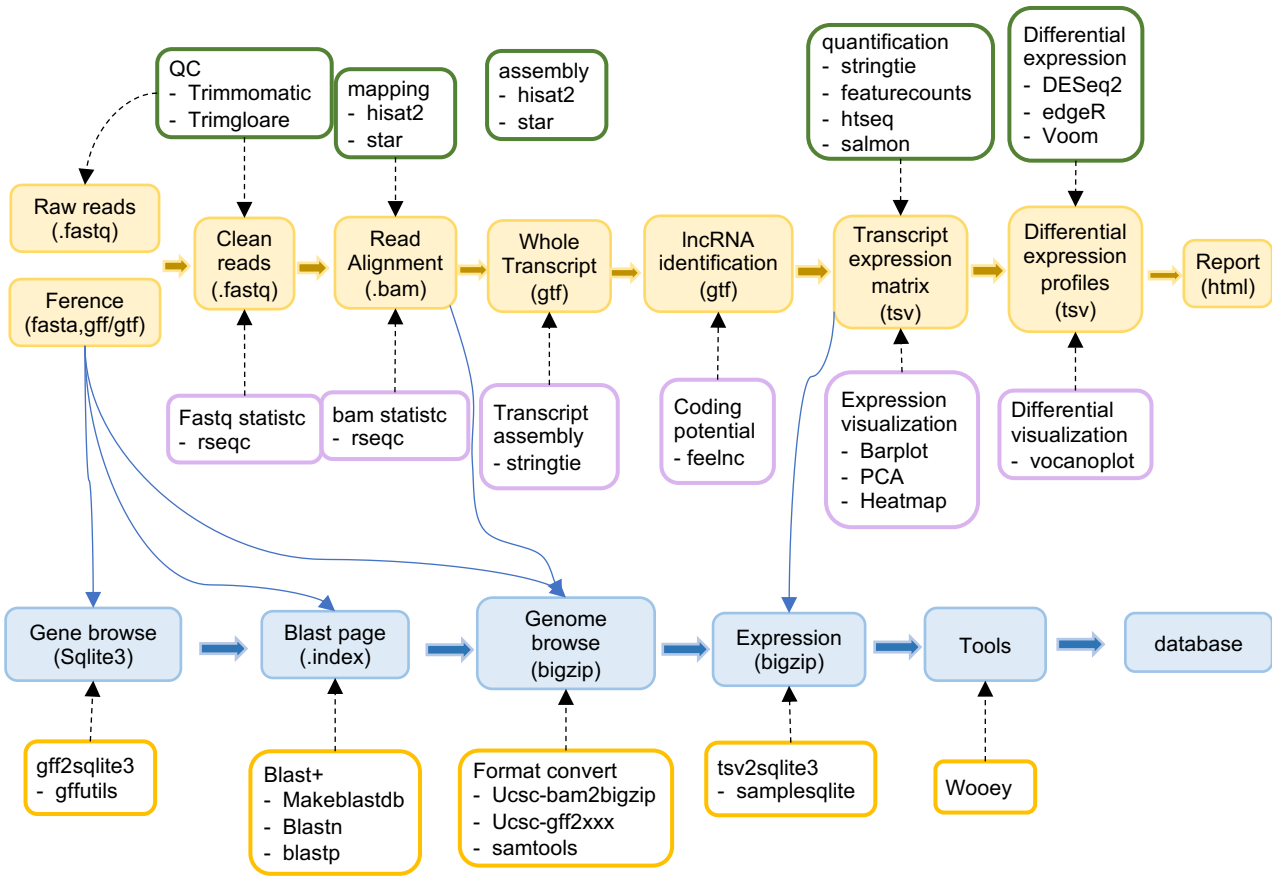 QC
- Trimmomatic
- Trimgloare
mapping
- hisat2
- star
assembly
- hisat2
- star
quantification
- stringtie
- featurecounts
- htseq
- salmon
Differential
expression
- DESeq2
- edgeR
- Voom
Raw reads
(.fastq)
Ference
(fasta,gff/gtf)
Clean
reads
(.fastq)
Read
Alignment
(.bam)
Whole
Transcript
(gtf)
lncRNA
identification
(gtf)
Transcript
expression
matrix
(tsv)
Differential
expression
profiles
(tsv)
Report
(html)
Fastq statistc
- rseqc
bam statistc
- rseqc
Transcript
assembly
- stringtie
Coding
potential
- feelnc
Expression
visualization
- Barplot
- PCA
- Heatmap
Differential
visualization
- vocanoplot
Gene browse
(Sqlite3)
Blast page
(.index)
Genome
browse
(bigzip)
Expression
(bigzip)
Tools
database
gff2sqlite3
- gffutils
Blast+
- Makeblastdb
- Blastn
- blastp
Format convert
- Ucsc-bam2bigzip
- Ucsc-gff2xxx
- samtools
tsv2sqlite3
- samplesqlite
Wooey